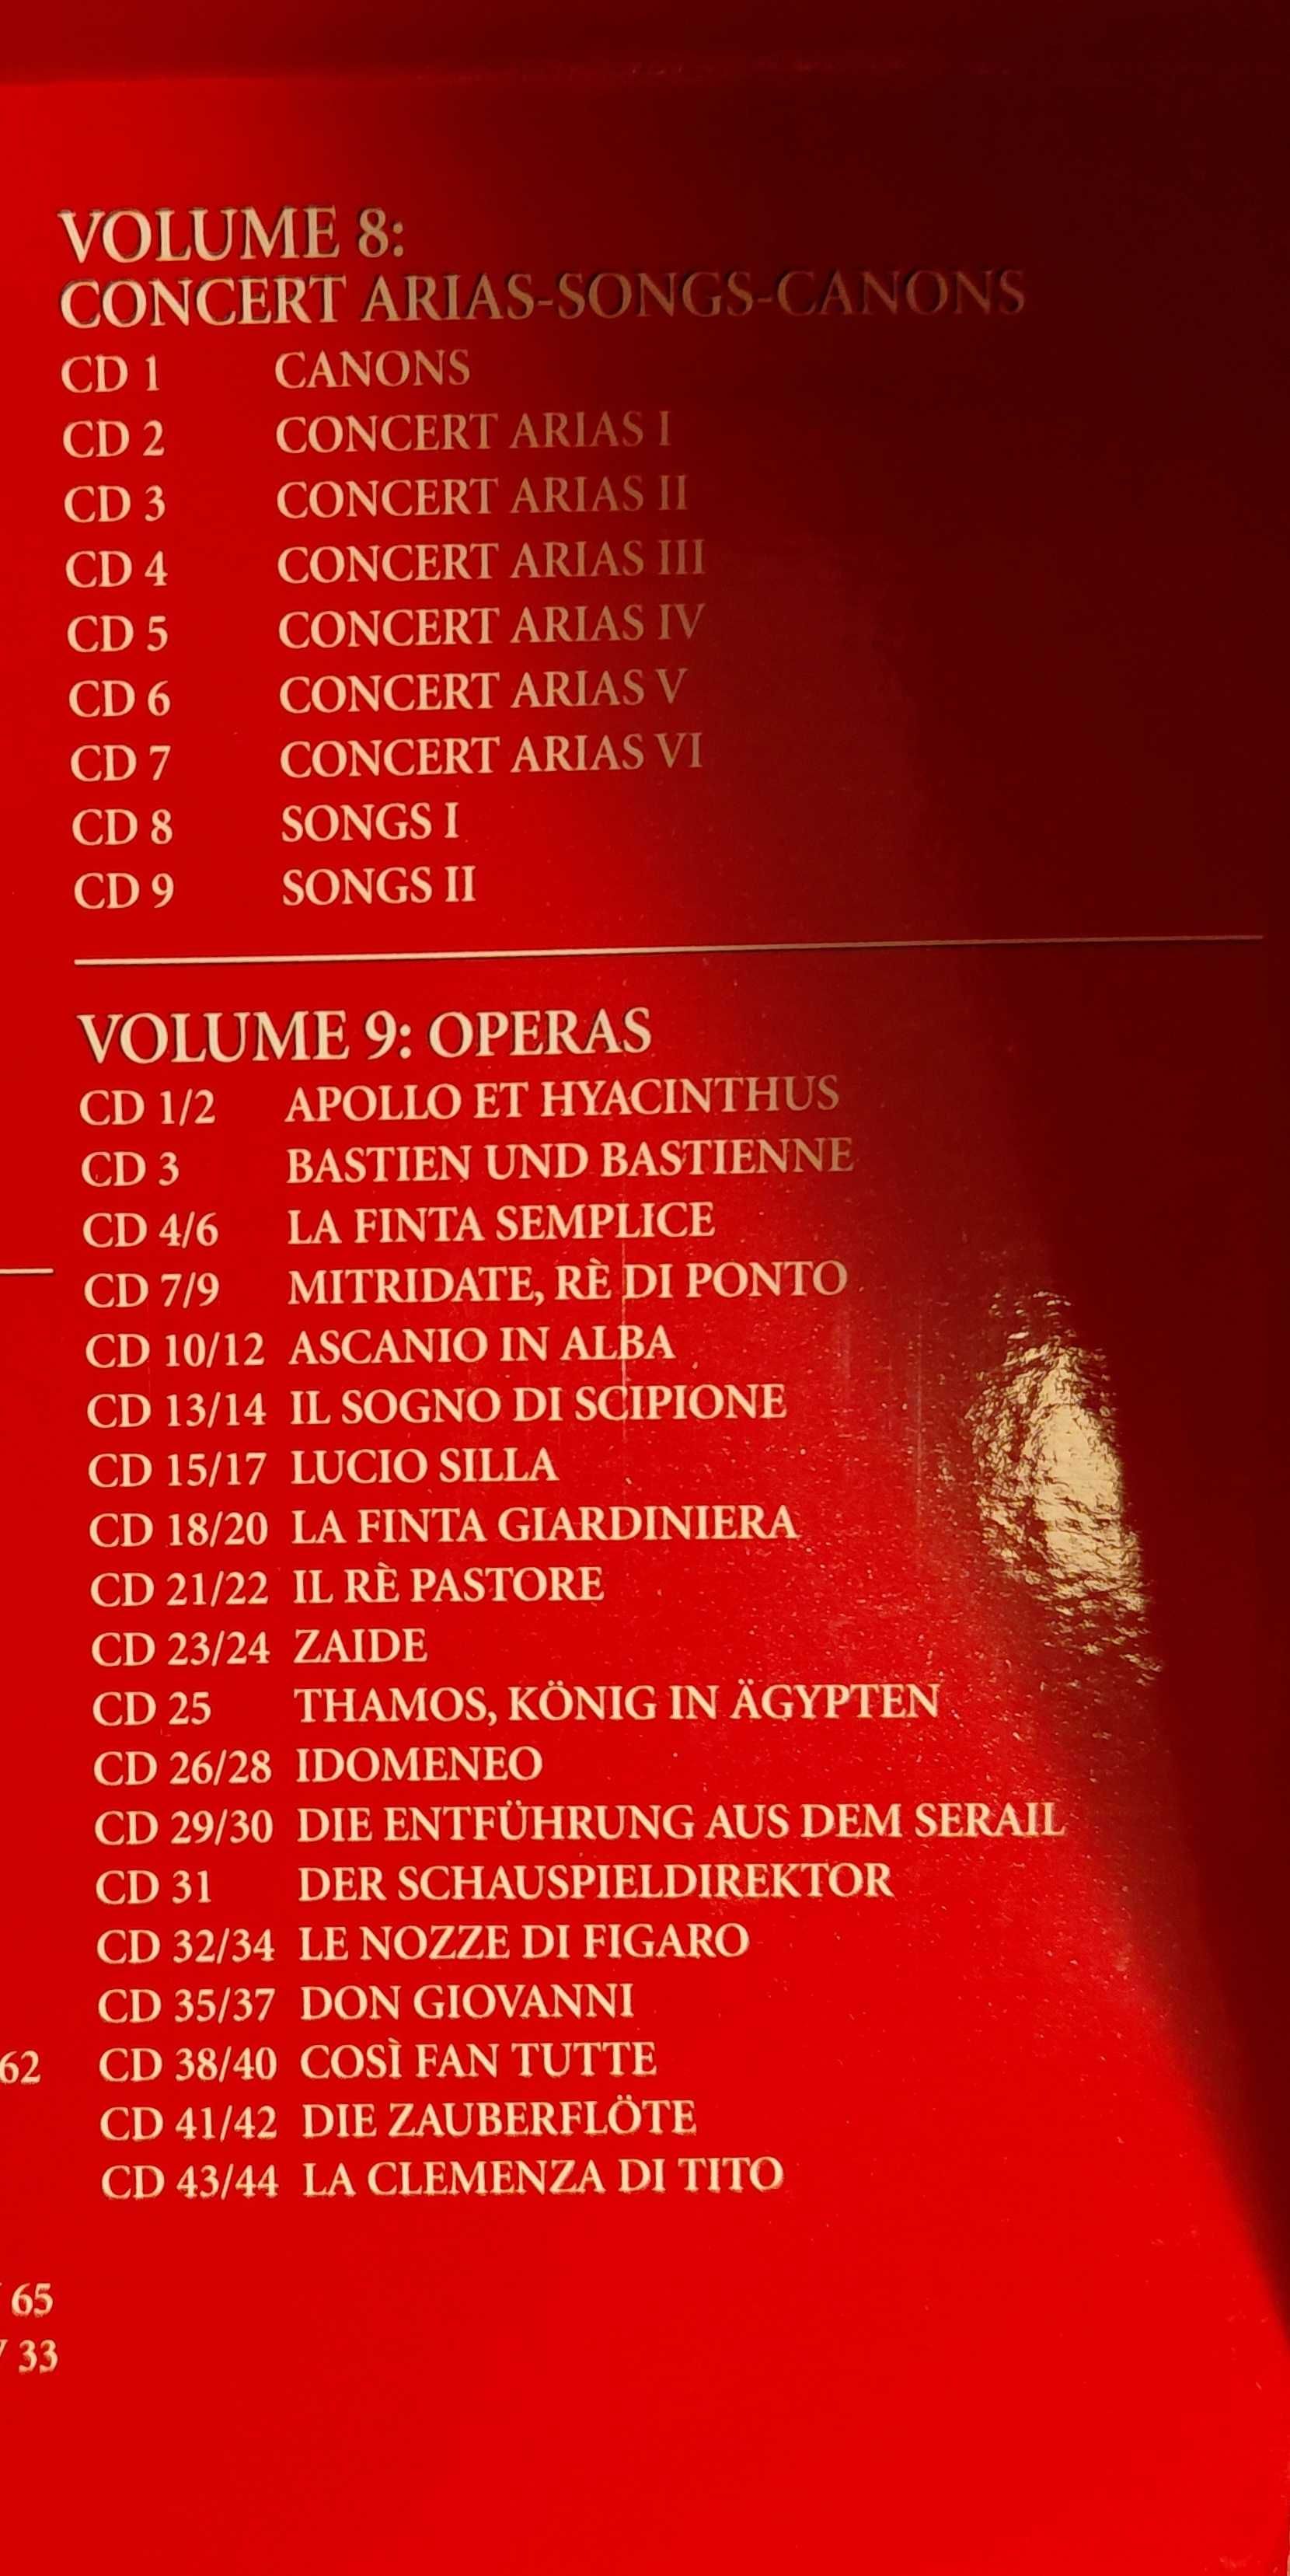 VOLUME 8:
CONCERT ARIAS-SONGS-CANONS
CD 1 CANONS
CD 2 CONCERT ARIAS I
CD 3 CONCERT ARIAS II
CD 4 CONCERT ARIAS III
CD 5 CONCERT ARIAS IV
CD 6 CONCERT ARIAS V
CD 7 CONCERT ARIAS VI
CD 8 SONGS I
CD 9 SONGS II
VOLUME 9: OPERAS
CD 1/2 APOLLO ET HYACINTHUS
CD 3 BASTIEN UND BASTIENNE
CD 4/6 LA FINTA SEMPLICE
CD 7/9 MITRIDATE, RÈ DI PONTO
CD 10/12 ASCANIO IN ALBA
CD 13/14 IL SOGNO DI SCIPIONE
CD 15/17 LUCIO SILLA
CD 18/20 LA FINTA GIARDINIERA
CD 21/22 IL RÈ PASTORE
CD 23/24 ZAIDE
CD 25 THAMOS, KÖNIG IN ÄGYPTEN
CD 26/28 IDOMENEO
CD 29/30 DIE ENTFÜHRUNG AUS DEM SERAIL
CD 31 DER SCHAUSPIELDIREKTOR
CD 32/34 LE NOZZE DI FIGARO
CD 35/37 DON GIOVANNI
CD 38/40 COSÌ FAN TUTTE
CD 41/42 DIE ZAUBERFLÖTE
CD 43/44 LA CLEMENZA DI TITO
62
65
33